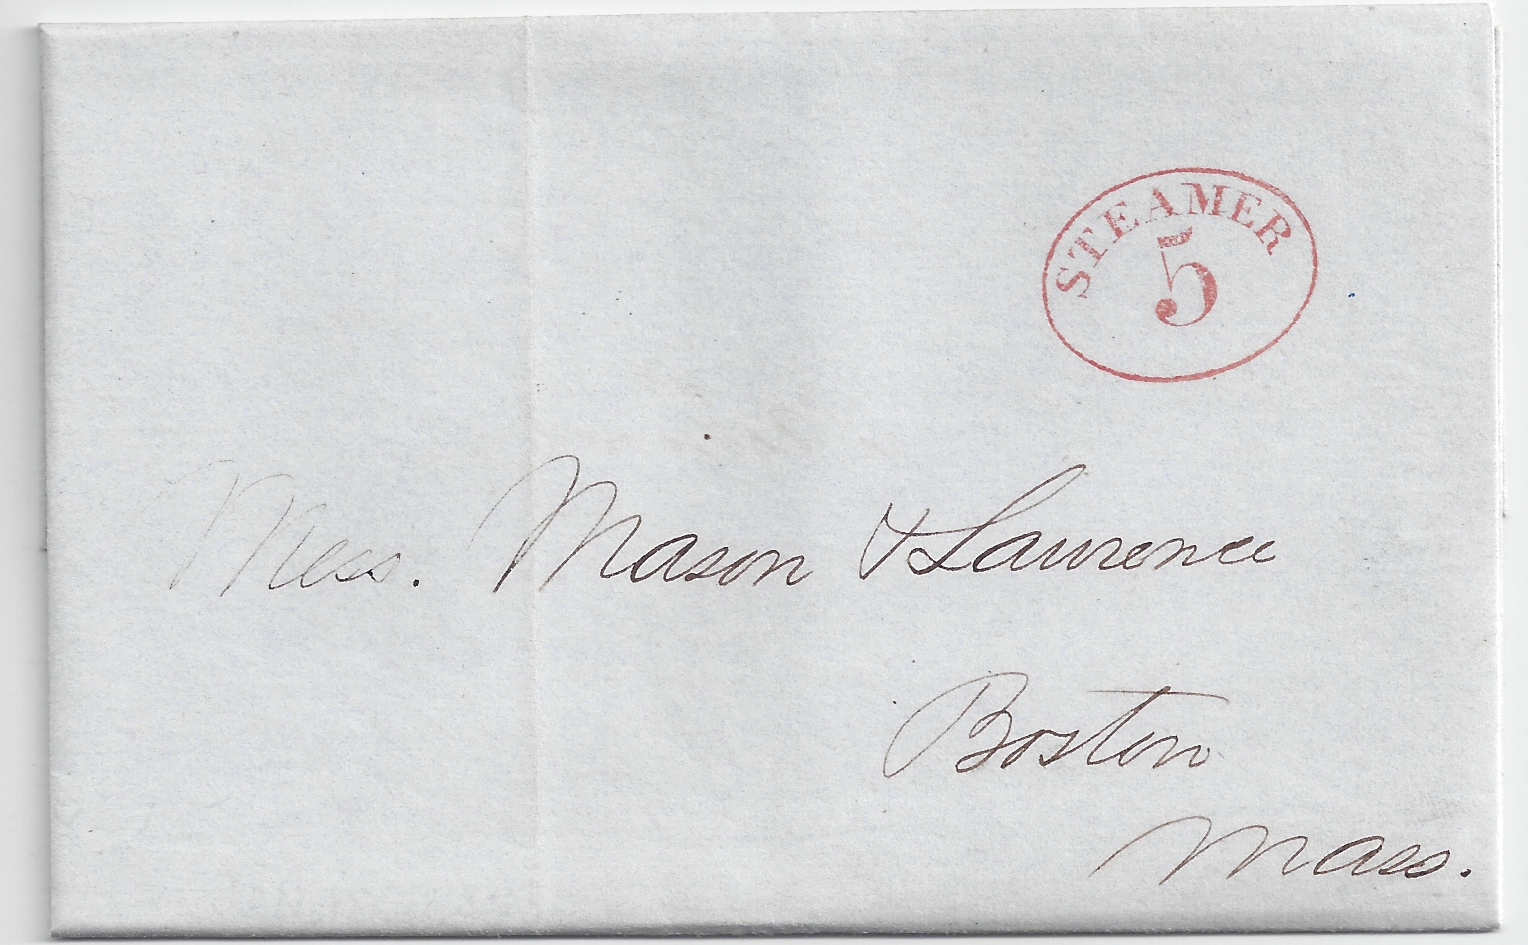 STEAMER
5
Mess. Mason & Lawrence
Boston
Mass.